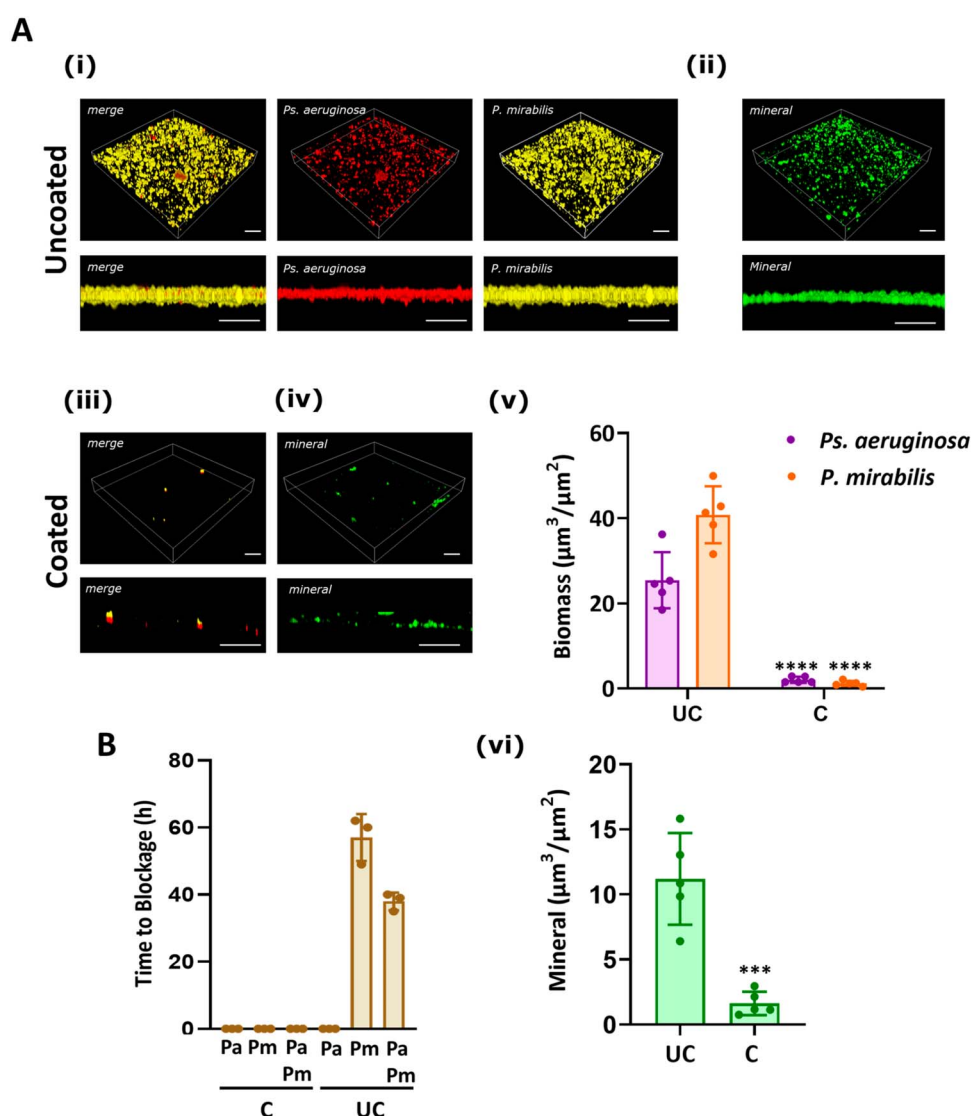 A
(i)
(ii)
Uncoated
merge
Ps. aeruginosa
P. mirabilis
mineral
merge
Ps. aeruginosa
P. mirabilis
Mineral
(iii)
(iv)
(v)
Coated
merge
mineral
merge
mineral
Biomass (µm³/µm²)
60
40
20
0
Ps. aeruginosa
P. mirabilis
**** ****
UC C
B
Time to Blockage (h)
80
60
40
20
0
Pa Pm Pa Pa Pm Pa
Pm Pm
C UC
(vi)
Mineral (µm³/µm²)
20
15
10
5
0
***
UC C